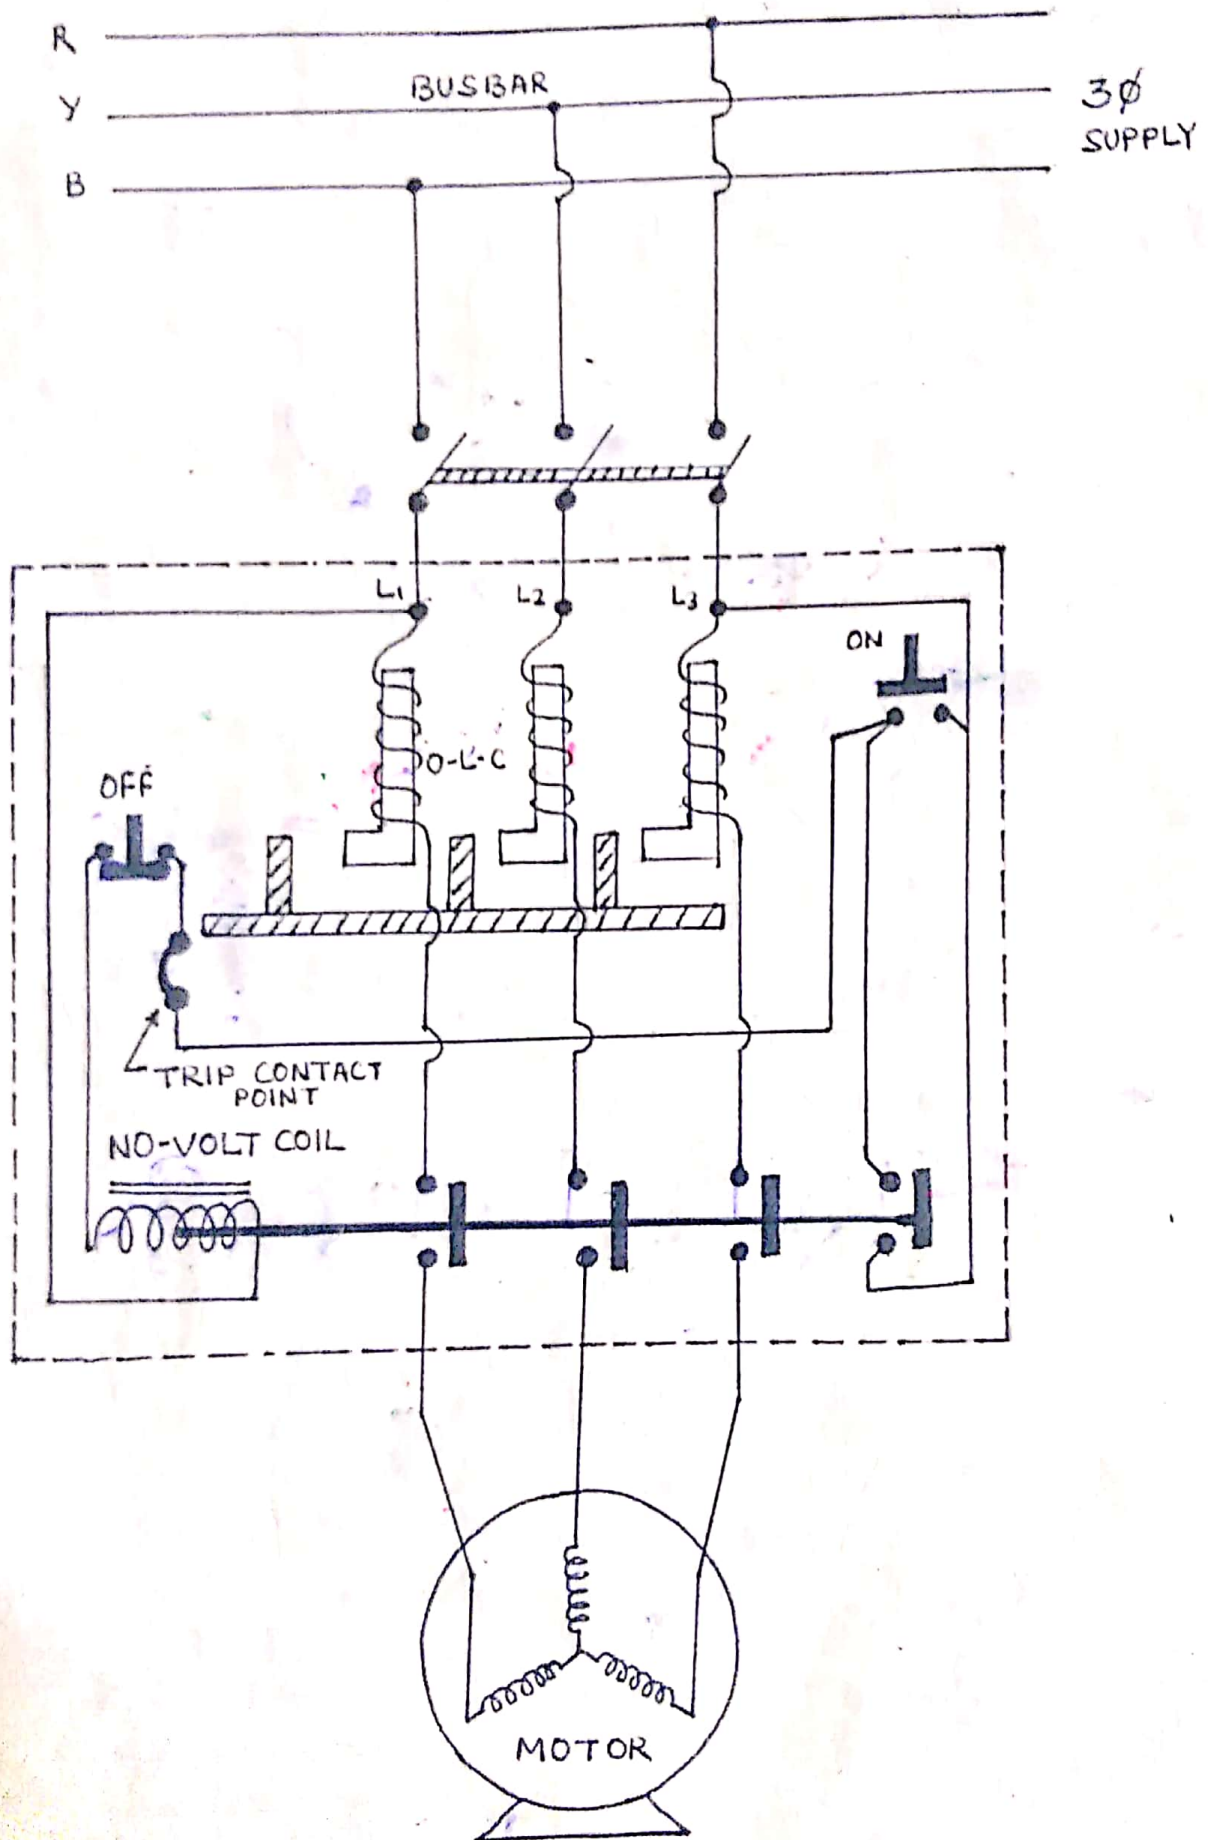 R
BUSBAR
Y
3Ø
SUPPLY
B
L1
L2
L3
ON
O-L-C
OFF
TRIP CONTACT
POINT
NO-VOLT COIL
MOTOR